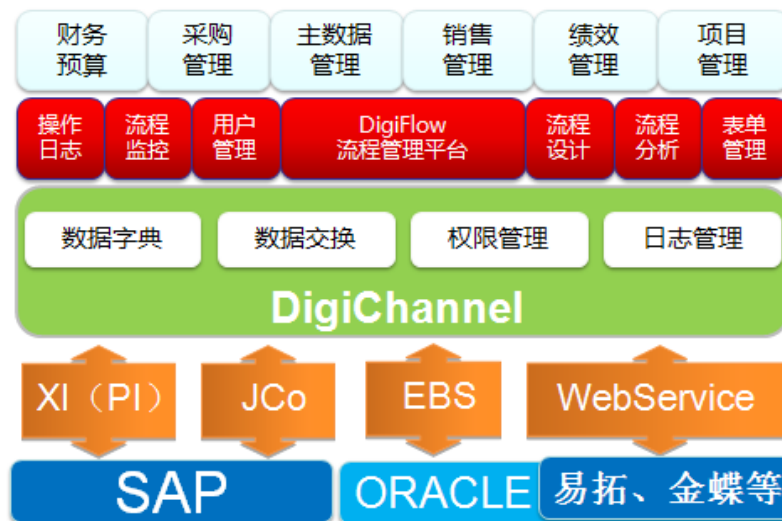 财务 采购 主数据 销售 绩效 项目
预算 管理 管理 管理 管理 管理
操作 流程 用户 DigiFlow 流程 流程 表单
日志 监控 管理 流程管理平台 设计 分析 管理
数据字典 数据交换 权限管理 日志管理
DigiChannel
XI（PI） JCo EBS WebService
SAP ORACLE 易拓、金蝶等